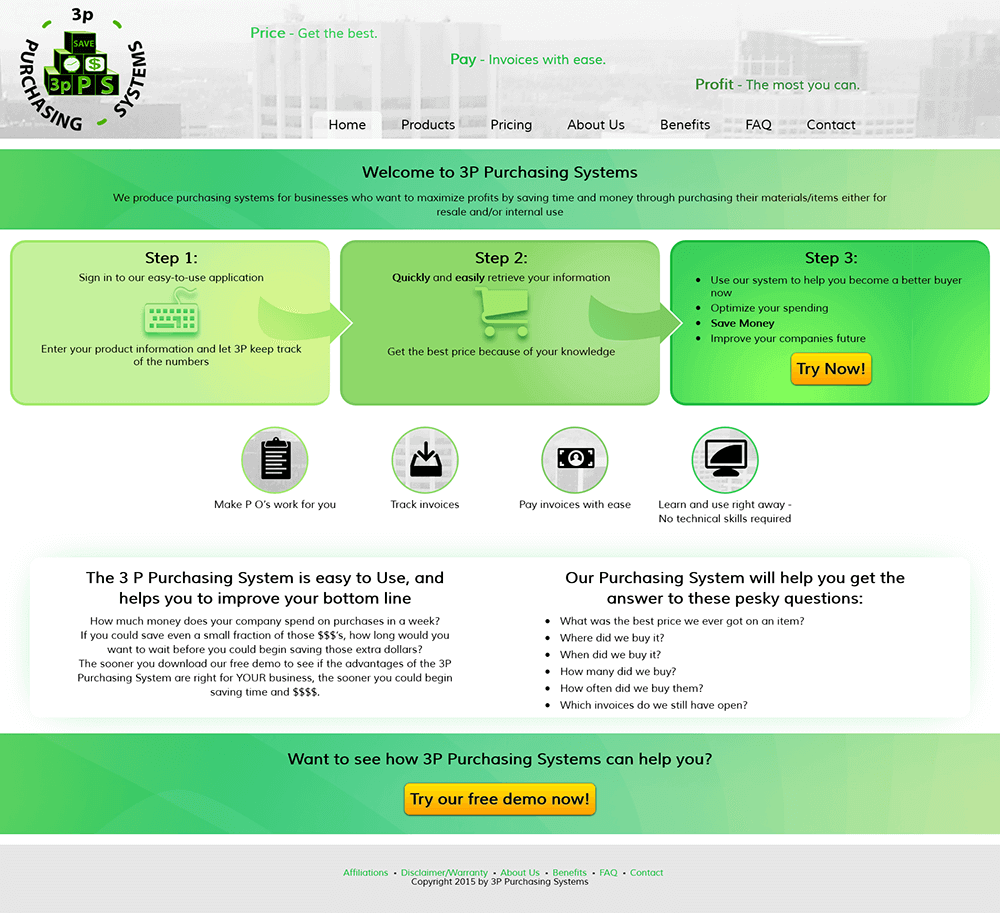 3p
PURCHASING SYSTEMS
SAVE
$
3p P S
Price - Get the best.
Pay - Invoices with ease.
Profit - The most you can.
Home Products Pricing About Us Benefits FAQ Contact
Welcome to 3P Purchasing Systems
We produce purchasing systems for businesses who want to maximize profits by saving time and money through purchasing their materials/items either for
resale and/or internal use
Step 1:
Sign in to our easy-to-use application
Enter your product information and let 3P keep track
of the numbers
Step 2:
Quickly and easily retrieve your information
Get the best price because of your knowledge
Step 3:
• Use our system to help you become a better buyer
now
• Optimize your spending
• Save Money
• Improve your companies future
Try Now!
Make P O's work for you
Track invoices
Pay invoices with ease
Learn and use right away -
No technical skills required
The 3 P Purchasing System is easy to Use, and
helps you to improve your bottom line
How much money does your company spend on purchases in a week?
If you could save even a small fraction of those $$$'s, how long would you
want to wait before you could begin saving those extra dollars?
The sooner you download our free demo to see if the advantages of the 3P
Purchasing System are right for YOUR business, the sooner you could begin
saving time and $$$$.
Our Purchasing System will help you get the
answer to these pesky questions:
• What was the best price we ever got on an item?
• Where did we buy it?
• When did we buy it?
• How many did we buy?
• How often did we buy them?
• Which invoices do we still have open?
Want to see how 3P Purchasing Systems can help you?
Try our free demo now!
Affiliations • Disclaimer/Warranty • About Us • Benefits • FAQ • Contact
Copyright 2015 by 3P Purchasing Systems